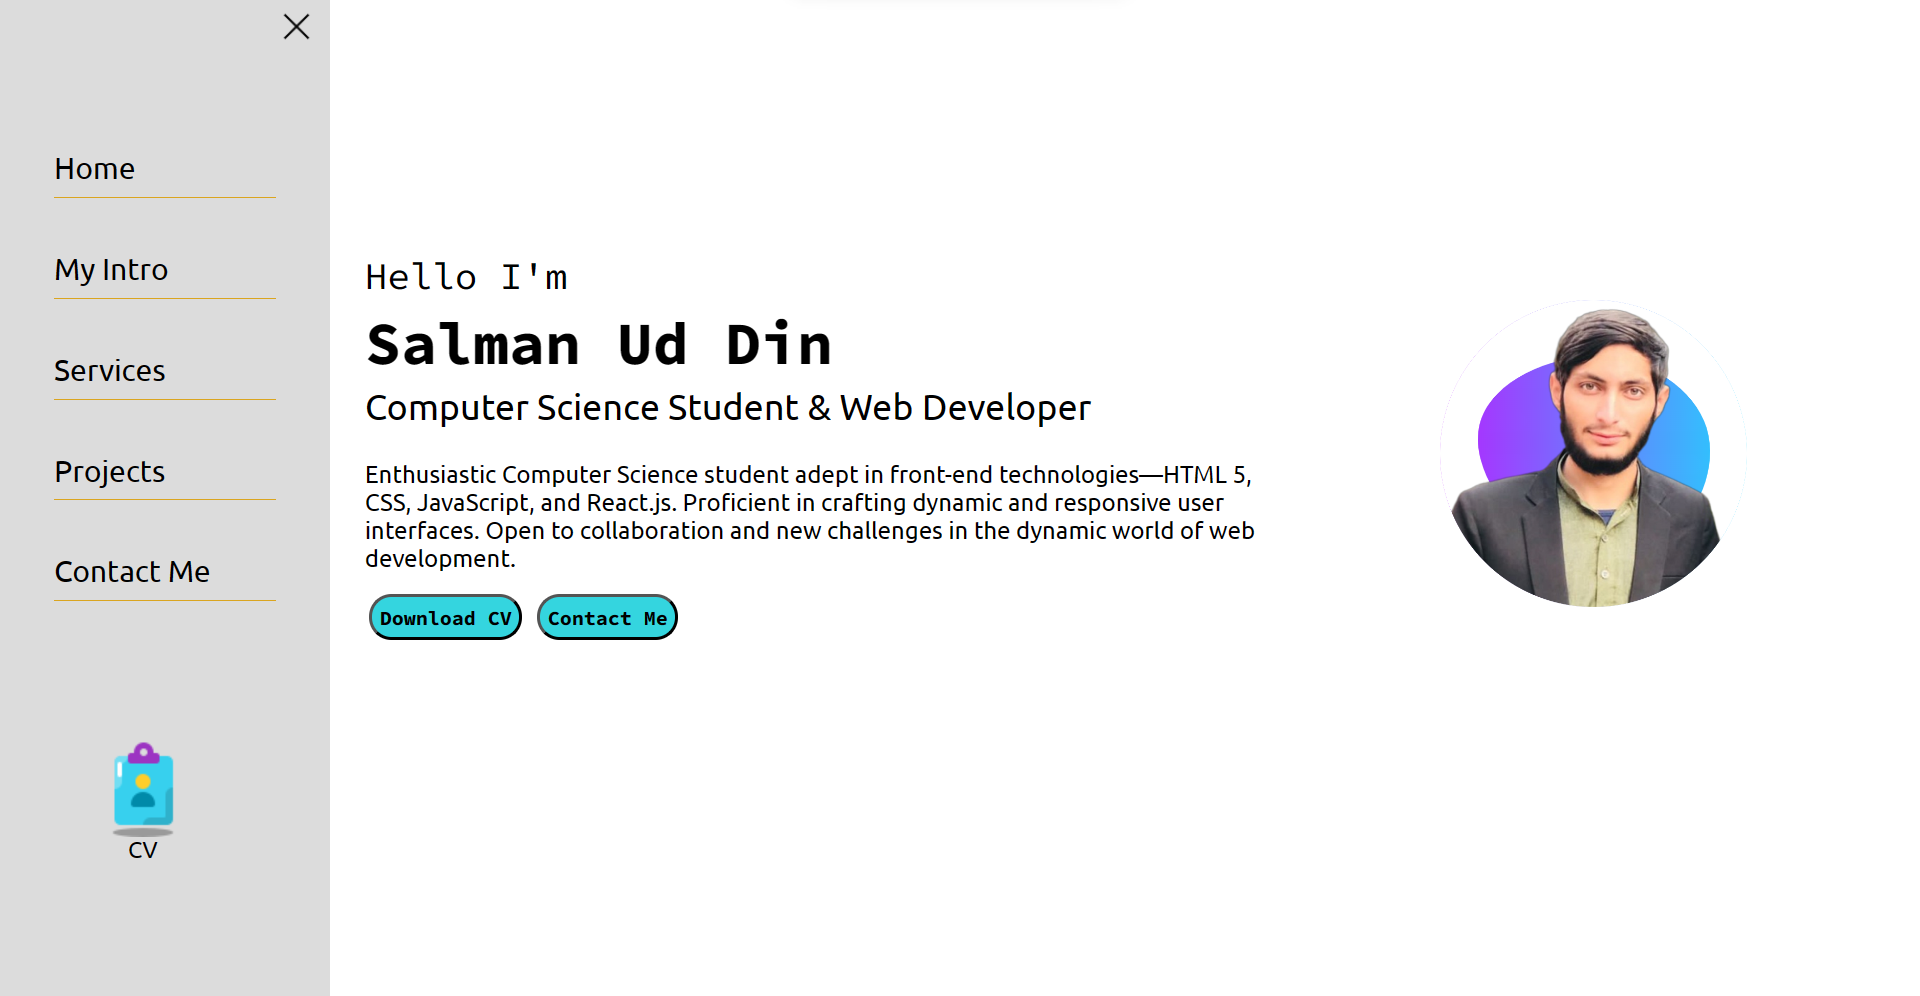 Home
My Intro
Services
Projects
Contact Me
CV
Hello I'm
Salman Ud Din
Computer Science Student & Web Developer
Enthusiastic Computer Science student adept in front-end technologies—HTML 5,
CSS, JavaScript, and React.js. Proficient in crafting dynamic and responsive user
interfaces. Open to collaboration and new challenges in the dynamic world of web
development.
Download CV
Contact Me